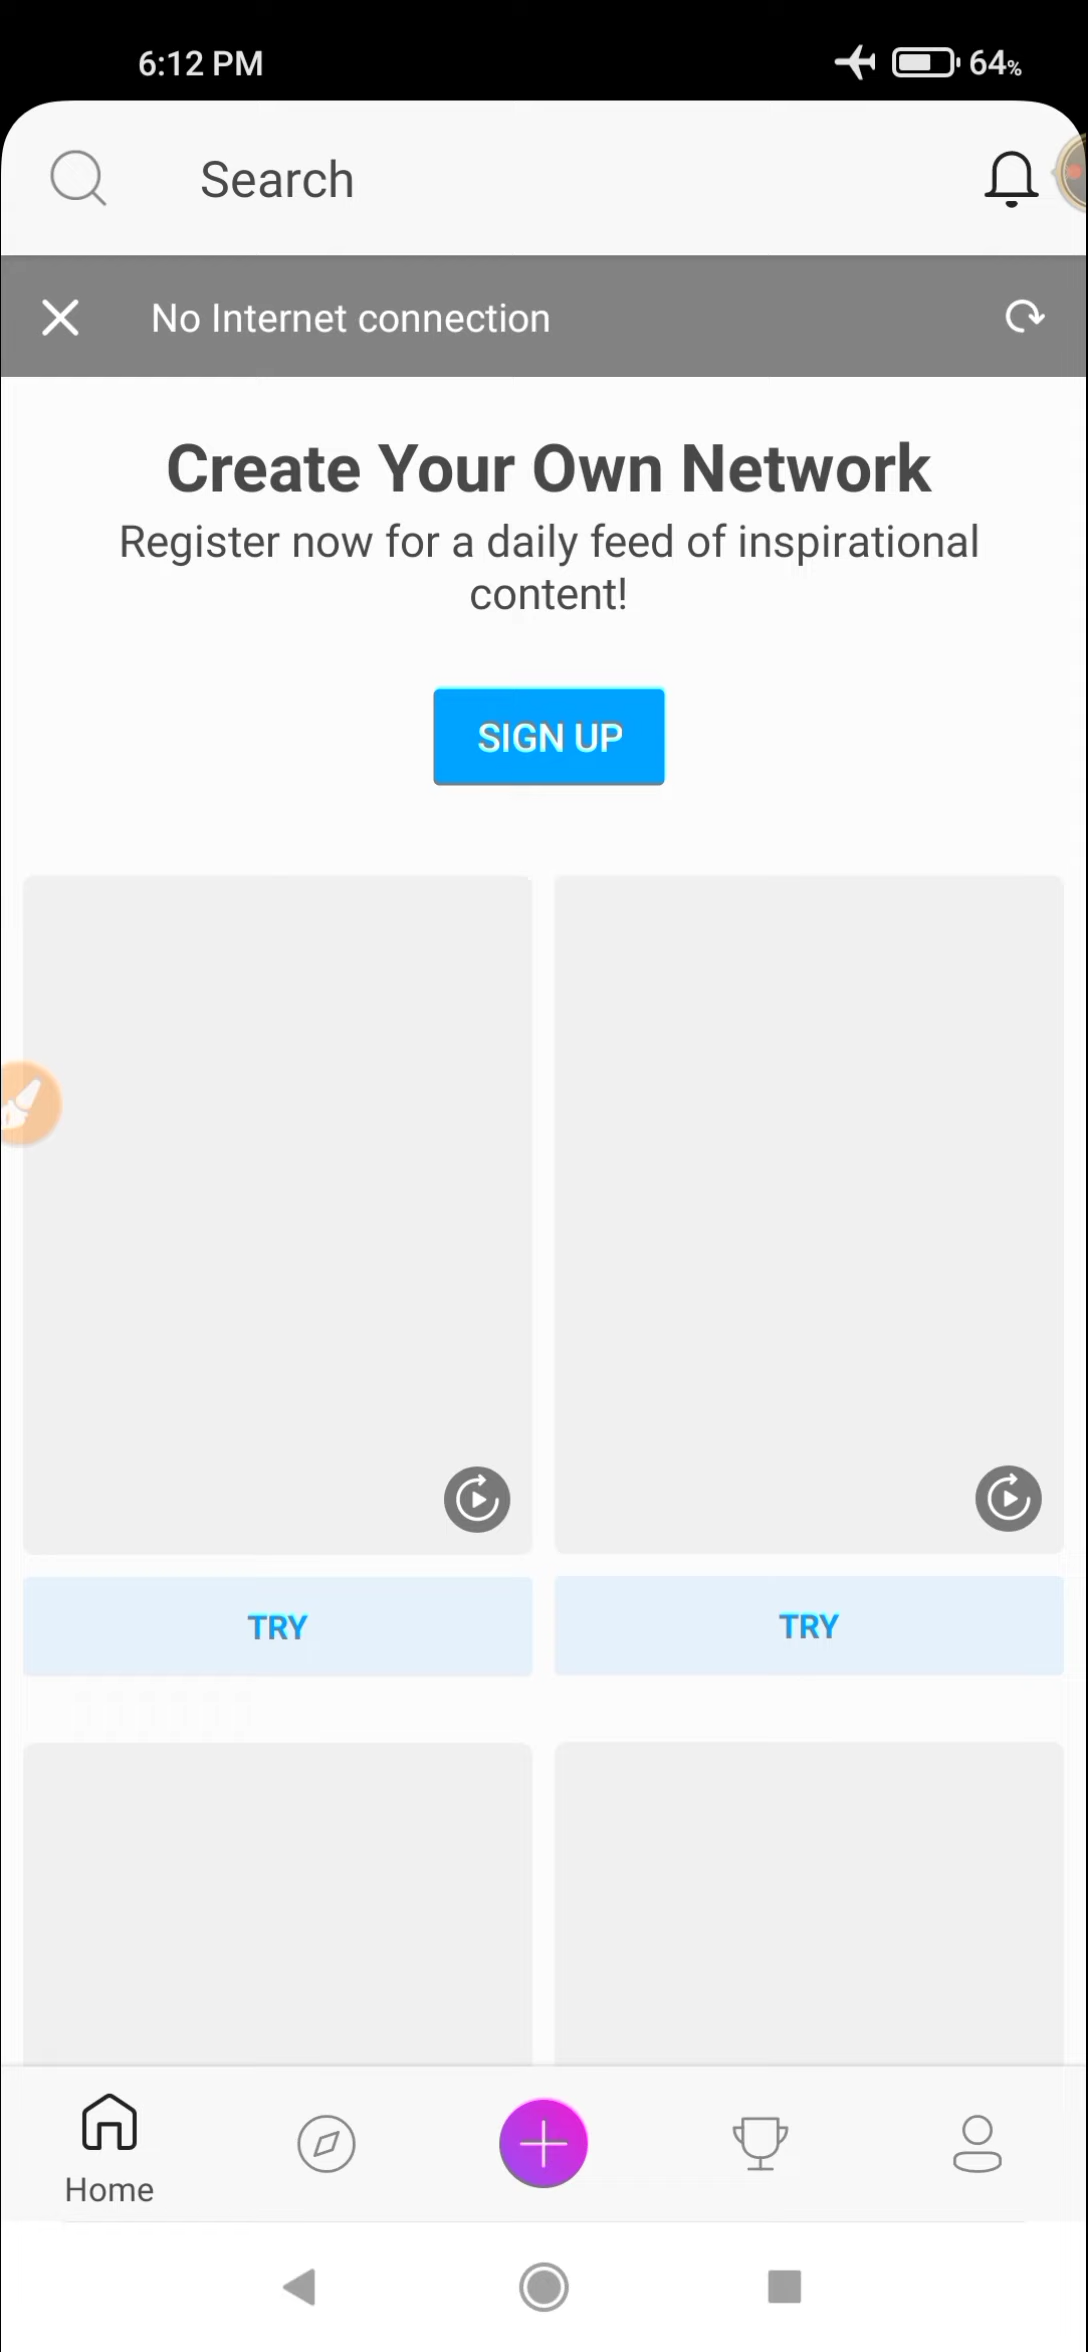 6:12 PM
64%
Search
No Internet connection
Create Your Own Network
Register now for a daily feed of inspirational
content!
SIGN UP
TRY
TRY
Home